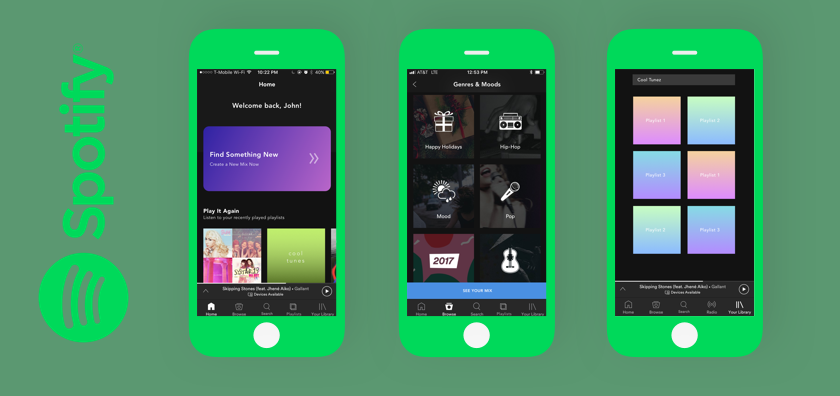 Spotify
T-Mobile Wi-Fi 10:22 PM 40%
Home
Welcome back, John!
Find Something New
Create a New Mix Now
Play It Again
Listen to your recently played playlists
cool
tunes
Skipping Stones (feat. Jhené Aiko) • Gallant
Devices Available
Home Browse Search Playlists Your Library
AT&T LTE 12:53 PM
Genres & Moods
Happy Holidays Hip-Hop
Mood Pop
2017
SEE YOUR MIX
Home Browse Search Playlists Your Library
Cool Tunez
Playlist 1 Playlist 2
Playlist 3 Playlist 1
Playlist 2 Playlist 3
Skipping Stones (feat. Jhené Aiko) • Gallant
Devices Available
Home Browse Search Radio Your Library